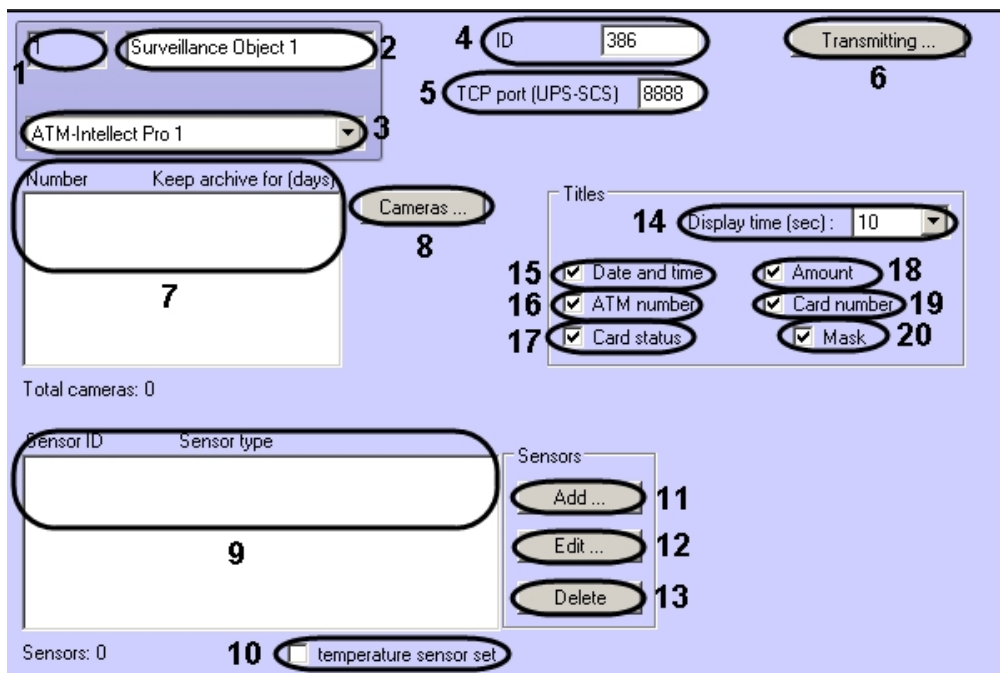 1 Surveillance Object 1 2 4 ID 386 Transmitting ...
1 5 TCP port (UPS-SCS) 8888 6
ATM-Intellect Pro 1 3
Number Keep archive for (days)
Cameras ...
8
7
Titles
14 Display time (sec) : 10
15 Date and time Amount 18
16 ATM number Card number 19
17 Card status Mask 20
Total cameras: 0
Sensor ID Sensor type
9
Sensors
Add ... 11
Edit ... 12
Delete 13
Sensors: 0 10 temperature sensor set